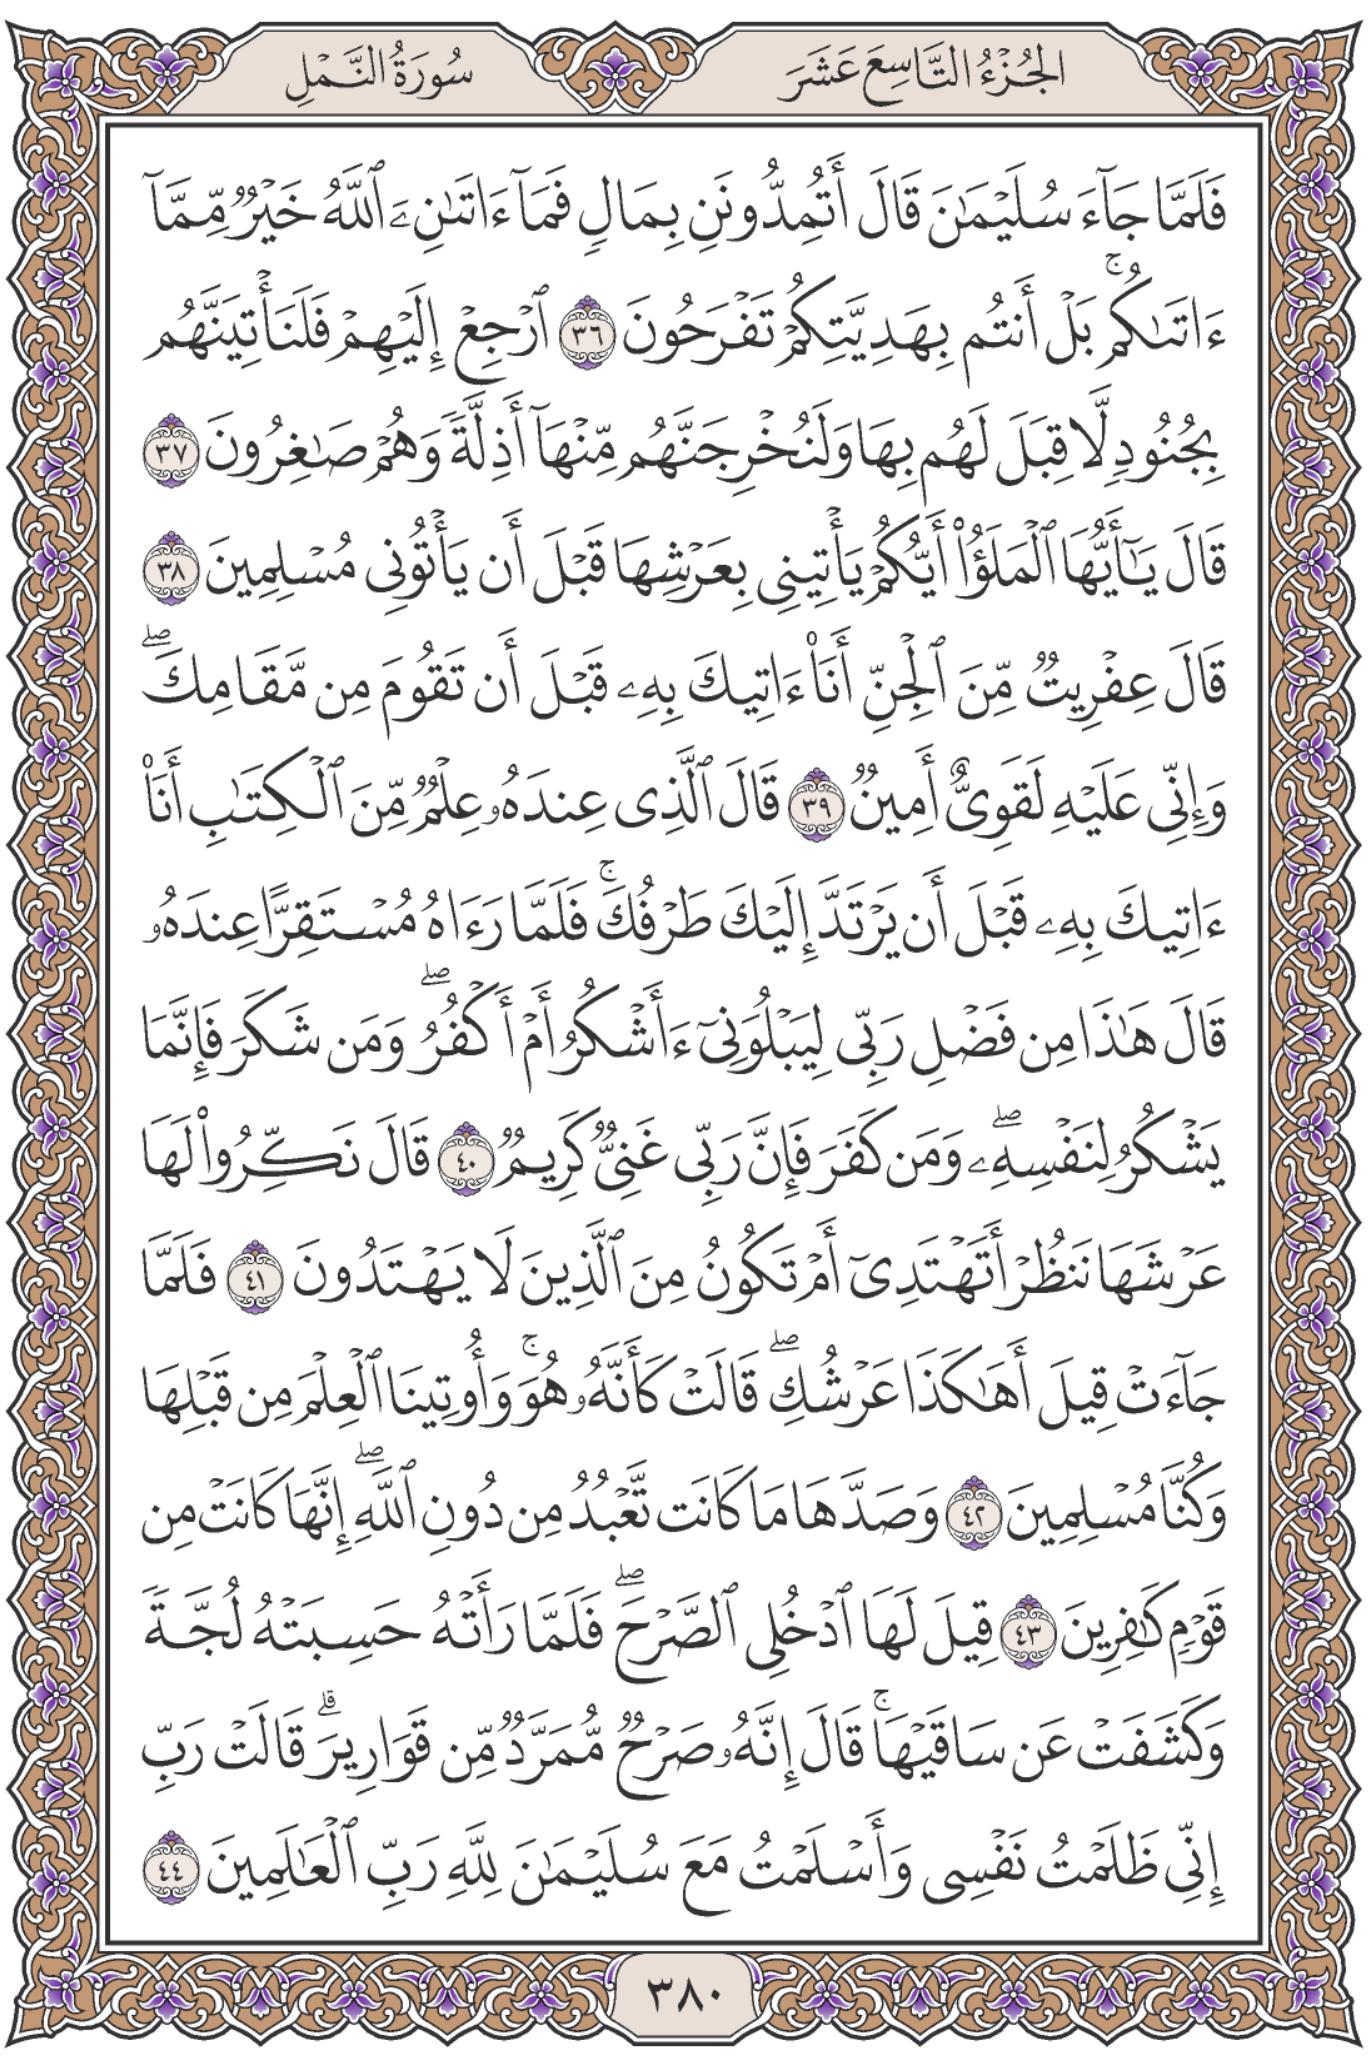 الجُزْءُ التَّاسِعَ عَشَرَ
سُورَةُ النَّمْلِ
فَلَمَّا جَآءَ سُلَيْمَٰنَ قَالَ أَتُمِدُّونَنِ بِمَالٍ فَمَآ ءَاتَىٰنِۦَ ٱللَّهُ خَيْرٌ مِّمَّآ
ءَاتَىٰكُمۚ بَلْ أَنتُم بِهَدِيَّتِكُمْ تَفْرَحُونَ ٣٦ ٱرْجِعْ إِلَيْهِمْ فَلَنَأْتِيَنَّهُم
بِجُنُودٍ لَّا قِبَلَ لَهُم بِهَا وَلَنُخْرِجَنَّهُم مِّنْهَآ أَذِلَّةً وَهُمْ صَٰغِرُونَ ٣٧
قَالَ يَٰٓأَيُّهَا ٱلْمَلَؤُا۟ أَيُّكُمْ يَأْتِينِى بِعَرْشِهَا قَبْلَ أَن يَأْتُونِى مُسْلِمِينَ ٣٨
قَالَ عِفْرِيتٌ مِّنَ ٱلْجِنِّ أَنَا۠ ءَاتِيكَ بِهِۦ قَبْلَ أَن تَقُومَ مِن مَّقَامِكَۖ
وَإِنِّى عَلَيْهِ لَقَوِىٌّ أَمِينٌ ٣٩ قَالَ ٱلَّذِى عِندَهُۥ عِلْمٌ مِّنَ ٱلْكِتَٰبِ أَنَا۠
ءَاتِيكَ بِهِۦ قَبْلَ أَن يَرْتَدَّ إِلَيْكَ طَرْفُكَۚ فَلَمَّا رَءَاهُ مُسْتَقِرًّا عِندَهُۥ
قَالَ هَٰذَا مِن فَضْلِ رَبِّى لِيَبْلُوَنِىٓ ءَأَشْكُرُ أَمْ أَكْفُرُۖ وَمَن شَكَرَ فَإِنَّمَا
يَشْكُرُ لِنَفْسِهِۦۖ وَمَن كَفَرَ فَإِنَّ رَبِّى غَنِىٌّ كَرِيمٌ ٤٠ قَالَ نَكِّرُوا۟ لَهَا
عَرْشَهَا نَنظُرْ أَتَهْتَدِىٓ أَمْ تَكُونُ مِنَ ٱلَّذِينَ لَا يَهْتَدُونَ ٤١ فَلَمَّا
جَآءَتْ قِيلَ أَهَٰكَذَا عَرْشُكِۖ قَالَتْ كَأَنَّهُۥ هُوَۚ وَأُوتِينَا ٱلْعِلْمَ مِن قَبْلِهَا
وَكُنَّا مُسْلِمِينَ ٤٢ وَصَدَّهَا مَا كَانَت تَّعْبُدُ مِن دُونِ ٱللَّهِۖ إِنَّهَا كَانَتْ مِن
قَوْمٍ كَٰفِرِينَ ٤٣ قِيلَ لَهَا ٱدْخُلِى ٱلصَّرْحَۖ فَلَمَّا رَأَتْهُ حَسِبَتْهُ لُجَّةً
وَكَشَفَتْ عَن سَاقَيْهَاۚ قَالَ إِنَّهُۥ صَرْحٌ مُّمَرَّدٌ مِّن قَوَارِيرَۗ قَالَتْ رَبِّ
إِنِّى ظَلَمْتُ نَفْسِى وَأَسْلَمْتُ مَعَ سُلَيْمَٰنَ لِلَّهِ رَبِّ ٱلْعَٰلَمِينَ ٤٤
٣٨٠